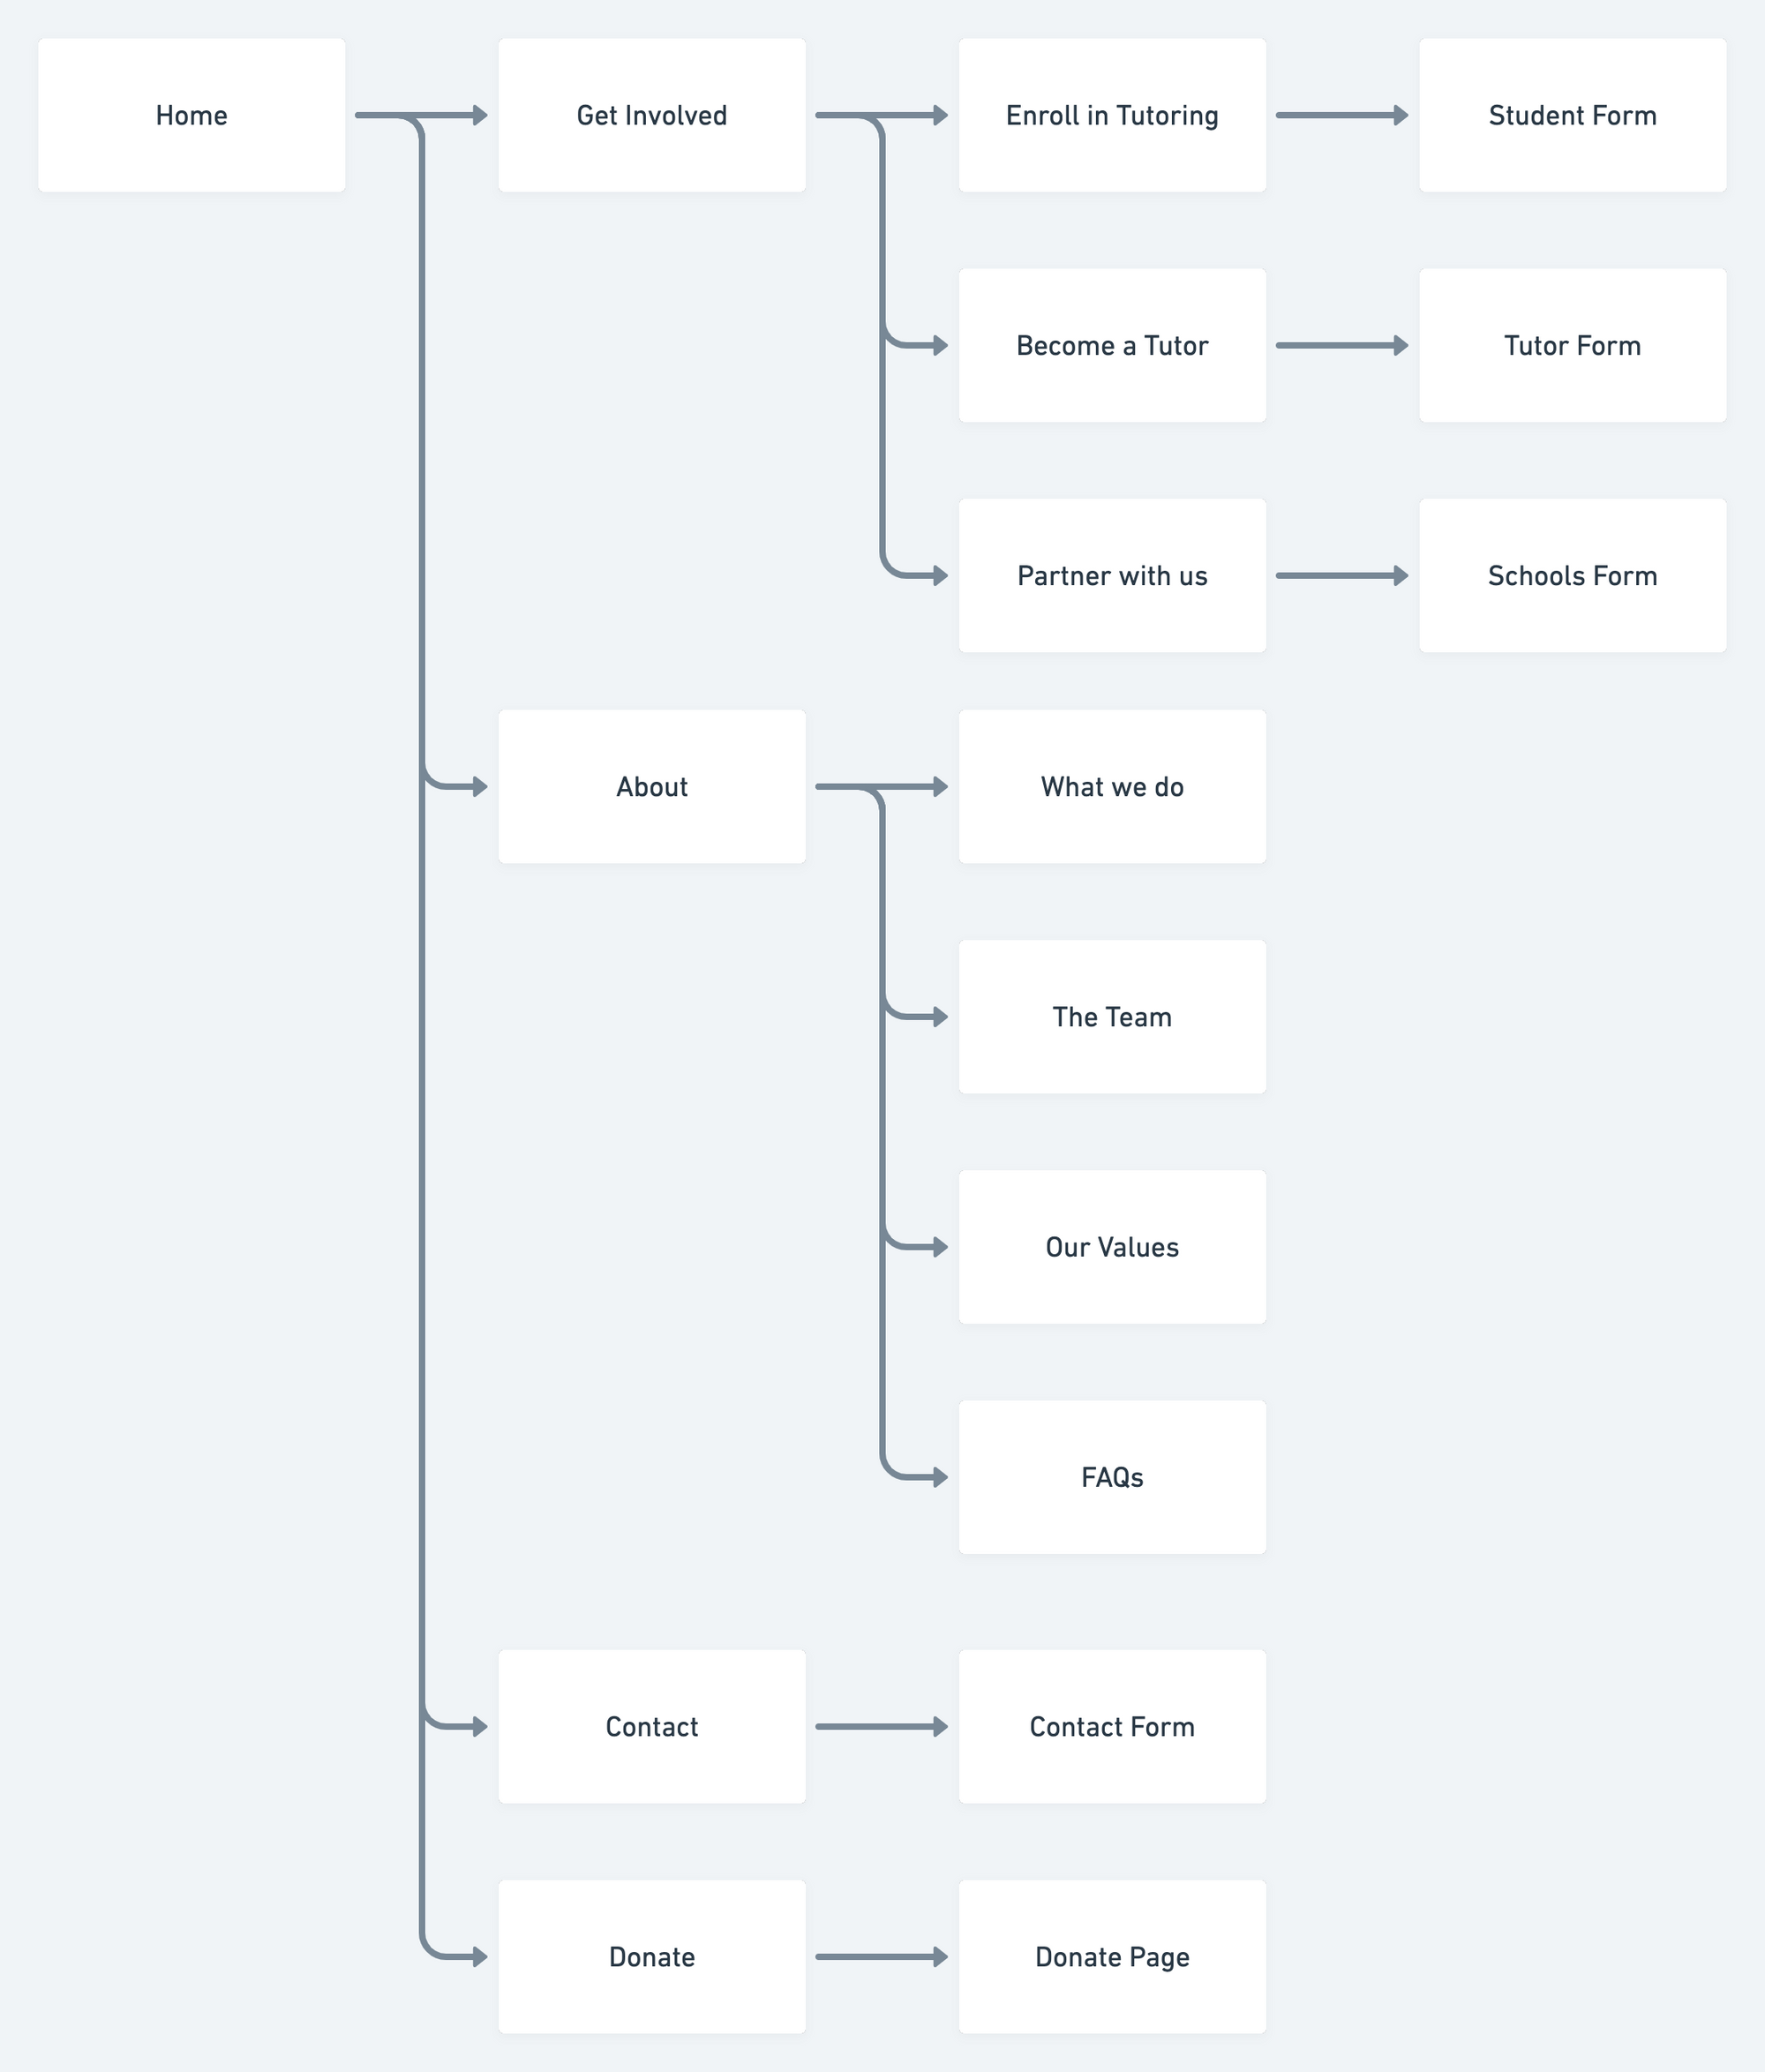 Home
Get Involved
Enroll in Tutoring
Student Form
Become a Tutor
Tutor Form
Partner with us
Schools Form
About
What we do
The Team
Our Values
FAQs
Contact
Contact Form
Donate
Donate Page